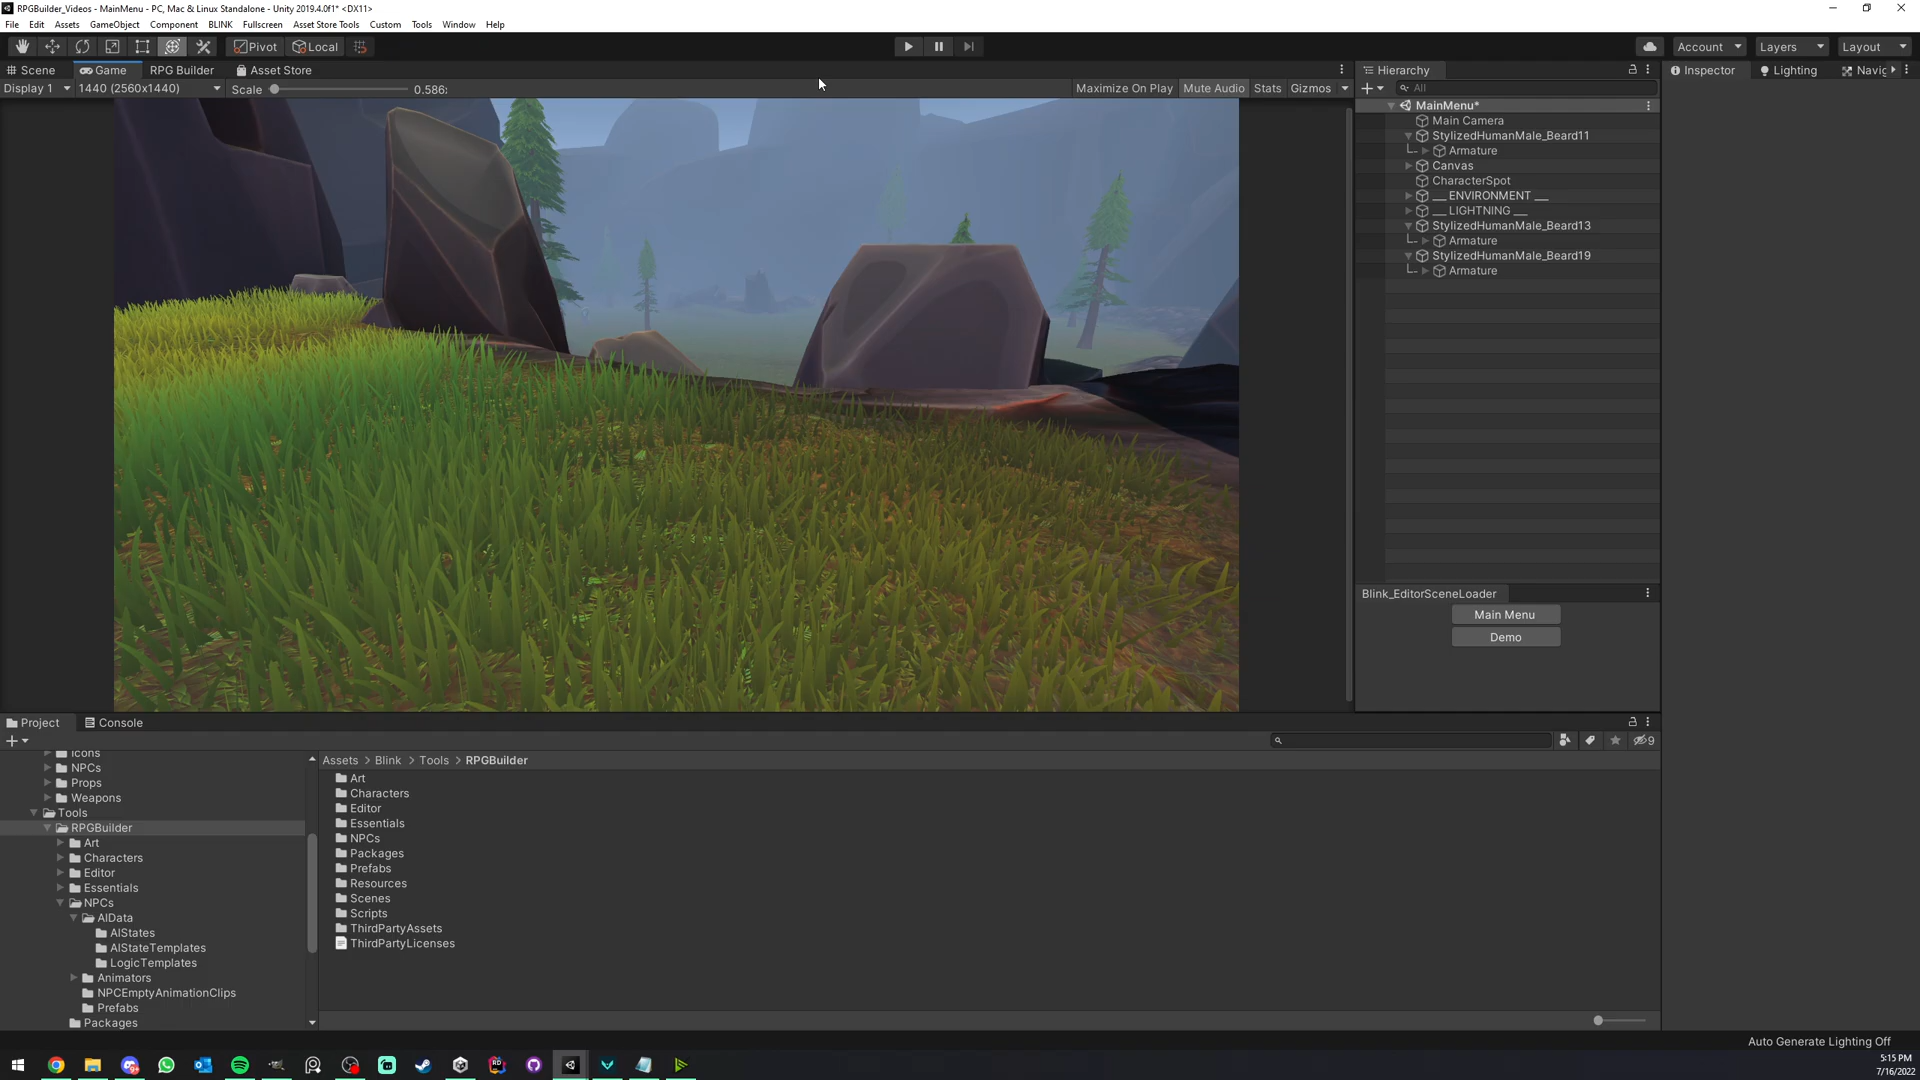 RPGBuilder_Videos - MainMenu - PC, Mac & Linux Standalone - Unity 2019.4.0f1* <DX11>
File Edit Assets GameObject Component BLINK Fullscreen Asset Store Tools Custom Tools Window Help
Pivot Local Account Layers Layout
Scene Game RPG Builder Asset Store
Display 1 1440 (2560x1440) Scale 0.586: Maximize On Play Mute Audio Stats Gizmos
Hierarchy
All
MainMenu*
Main Camera
StylizedHumanMale_Beard11
Armature
Canvas
CharacterSpot
__ ENVIRONMENT __
__ LIGHTNING __
StylizedHumanMale_Beard13
Armature
StylizedHumanMale_Beard19
Armature
Inspector Lighting Navig
Blink_EditorSceneLoader
Main Menu
Demo
Project Console
9
Icons
NPCs
Props
Weapons
Tools
RPGBuilder
Art
Characters
Editor
Essentials
NPCs
AIData
AIStates
AIStateTemplates
LogicTemplates
Animators
NPCEmptyAnimationClips
Prefabs
Packages
Assets > Blink > Tools > RPGBuilder
Art
Characters
Editor
Essentials
NPCs
Packages
Prefabs
Resources
Scenes
Scripts
ThirdPartyAssets
ThirdPartyLicenses
Auto Generate Lighting Off
5:15 PM
7/16/2022